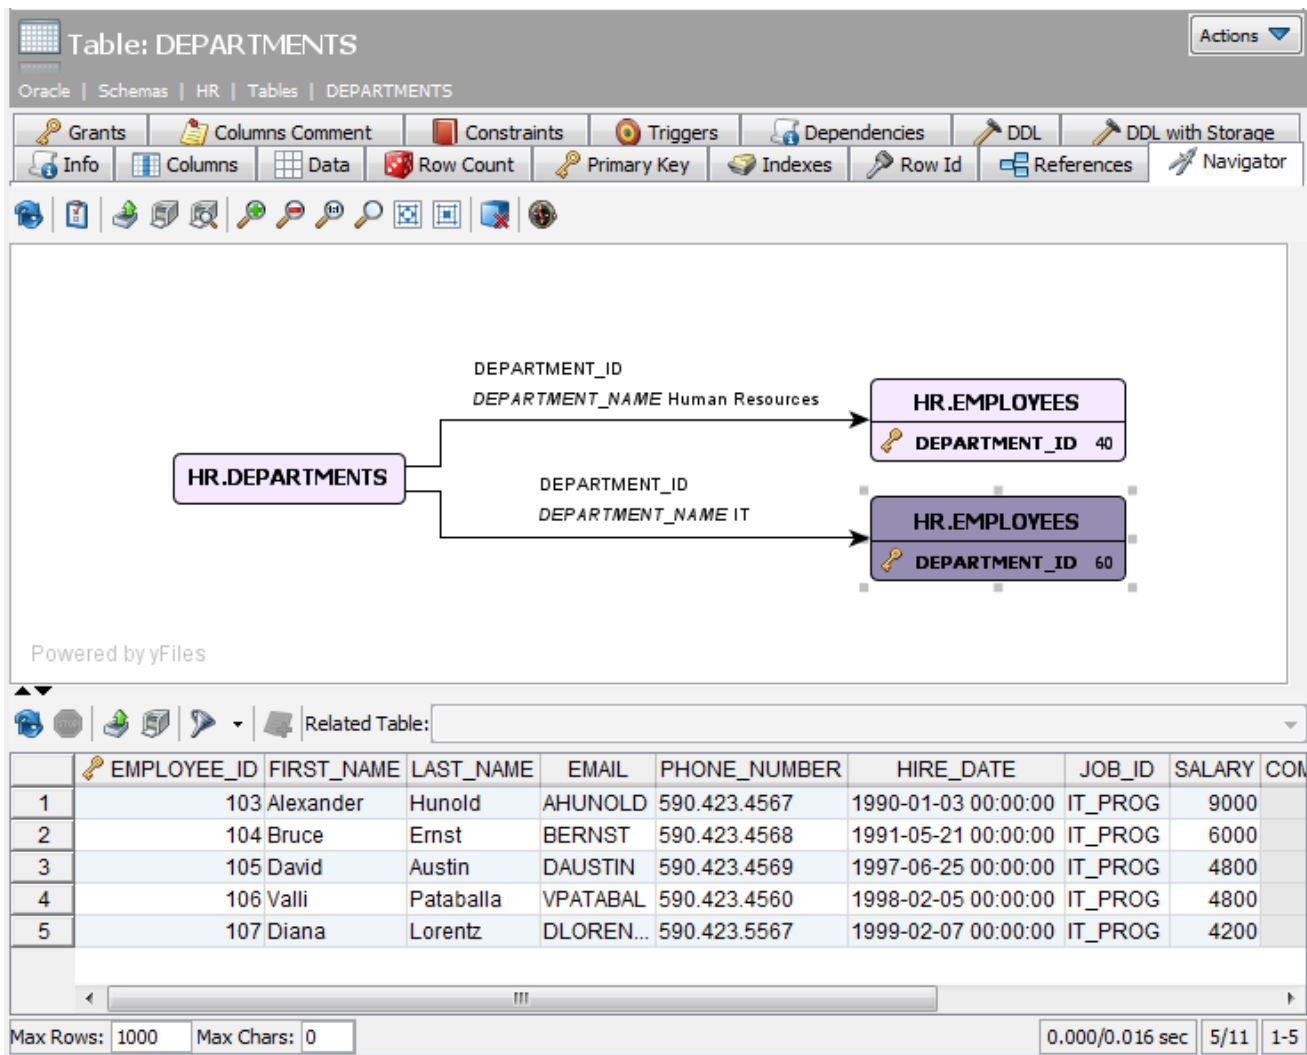 Table: DEPARTMENTS
Actions
Oracle | Schemas | HR | Tables | DEPARTMENTS
Grants Columns Comment Constraints Triggers Dependencies DDL DDL with Storage
Info Columns Data Row Count Primary Key Indexes Row Id References Navigator
DEPARTMENT_ID
DEPARTMENT_NAME Human Resources
HR.EMPLOYEES
DEPARTMENT_ID 40
HR.DEPARTMENTS
DEPARTMENT_ID
DEPARTMENT_NAME IT
HR.EMPLOYEES
DEPARTMENT_ID 60
Powered by yFiles
Related Table:
EMPLOYEE_ID FIRST_NAME LAST_NAME EMAIL PHONE_NUMBER HIRE_DATE JOB_ID SALARY COM
1 103 Alexander Hunold AHUNOLD 590.423.4567 1990-01-03 00:00:00 IT_PROG 9000
2 104 Bruce Ernst BERNST 590.423.4568 1991-05-21 00:00:00 IT_PROG 6000
3 105 David Austin DAUSTIN 590.423.4569 1997-06-25 00:00:00 IT_PROG 4800
4 106 Valli Pataballa VPATABAL 590.423.4560 1998-02-05 00:00:00 IT_PROG 4800
5 107 Diana Lorentz DLOREN... 590.423.5567 1999-02-07 00:00:00 IT_PROG 4200
Max Rows: 1000 Max Chars: 0 0.000/0.016 sec 5/11 1-5